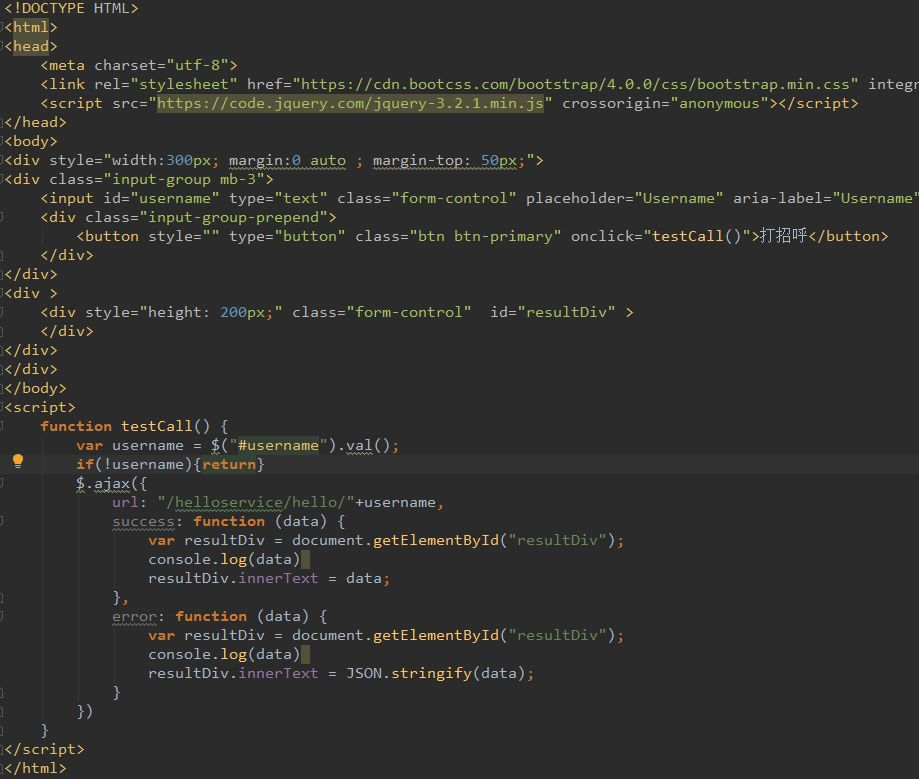 <!DOCTYPE HTML>
<html>
<head>
    <meta charset="utf-8">
    <link rel="stylesheet" href="https://cdn.bootcss.com/bootstrap/4.0.0/css/bootstrap.min.css" integr
    <script src="https://code.jquery.com/jquery-3.2.1.min.js" crossorigin="anonymous"></script>
</head>
<body>
<div style="width:300px; margin:0 auto ; margin-top: 50px;">
<div class="input-group mb-3">
    <input id="username" type="text" class="form-control" placeholder="Username" aria-label="Username"
    <div class="input-group-prepend">
        <button style="" type="button" class="btn btn-primary" onclick="testCall()">打招呼</button>
    </div>
</div>
<div >
    <div style="height: 200px;" class="form-control"  id="resultDiv" >
    </div>
</div>
</div>
</body>
<script>
    function testCall() {
        var username = $("#username").val();
        if(!username){return}
        $.ajax({
            url: "/helloservice/hello/"+username,
            success: function (data) {
                var resultDiv = document.getElementById("resultDiv");
                console.log(data)
                resultDiv.innerText = data;
            },
            error: function (data) {
                var resultDiv = document.getElementById("resultDiv");
                console.log(data)
                resultDiv.innerText = JSON.stringify(data);
            }
        })
    }
</script>
</html>